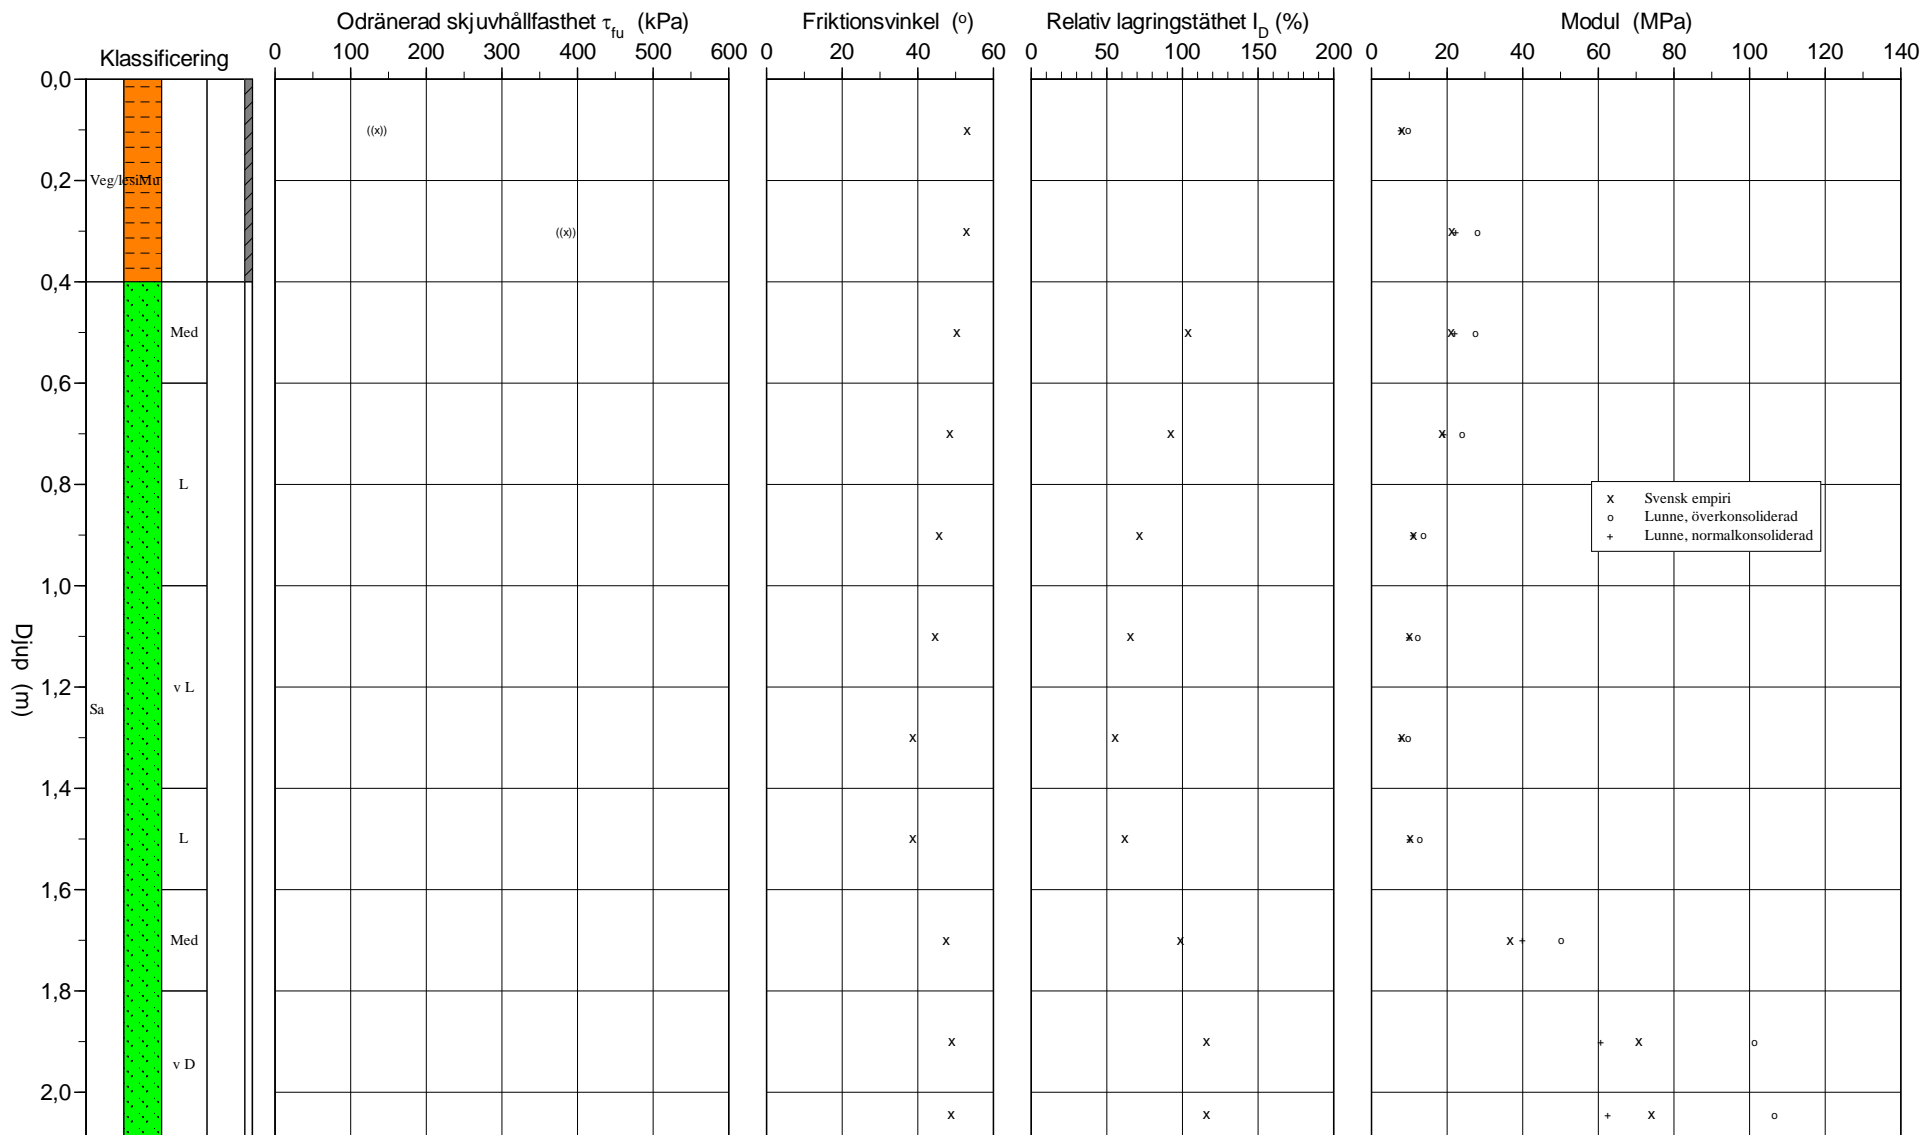 Odränerad skjuvhållfasthet τfu (kPa)
Friktionsvinkel (°)
Relativ lagringstäthet ID (%)
Modul (MPa)
Klassificering
0 100 200 300 400 500 600
0 20 40 60
0 50 100 150 200
0 20 40 60 80 100 120 140
0,0
((x))
0,2
Veg/lesiMu
((x))
0,4
Med
0,6
L
0,8
x Svensk empiri
o Lunne, överkonsoliderad
+ Lunne, normalkonsoliderad
1,0
Djup (m)
1,2
v L
Sa
1,4
L
1,6
Med
1,8
v D
2,0